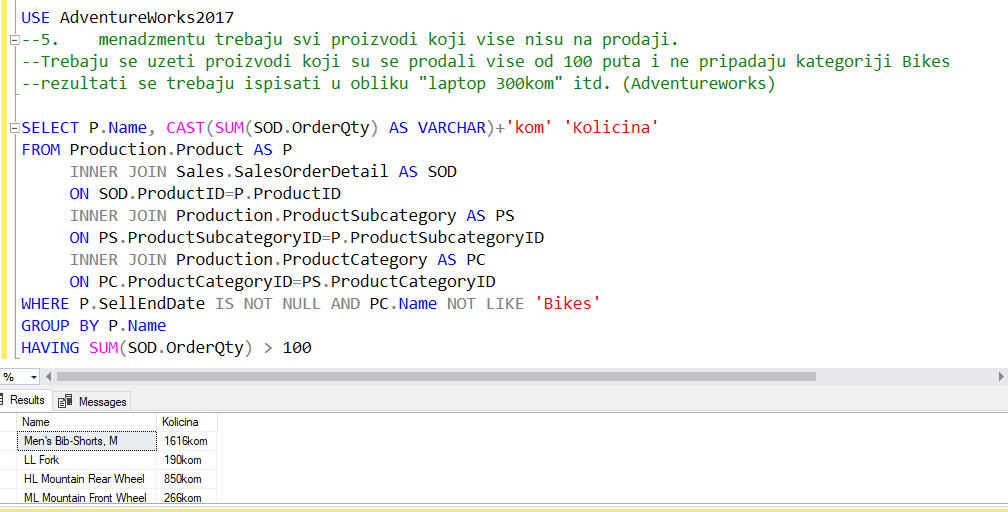 USE AdventureWorks2017
--5. menadzmentu trebaju svi proizvodi koji vise nisu na prodaji.
--Trebaju se uzeti proizvodi koji su se prodali vise od 100 puta i ne pripadaju kategoriji Bikes
--rezultati se trebaju ispisati u obliku "laptop 300kom" itd. (Adventureworks)
SELECT P.Name, CAST(SUM(SOD.OrderQty) AS VARCHAR)+'kom' 'Kolicina'
FROM Production.Product AS P
INNER JOIN Sales.SalesOrderDetail AS SOD
ON SOD.ProductID=P.ProductID
INNER JOIN Production.ProductSubcategory AS PS
ON PS.ProductSubcategoryID=P.ProductSubcategoryID
INNER JOIN Production.ProductCategory AS PC
ON PC.ProductCategoryID=PS.ProductCategoryID
WHERE P.SellEndDate IS NOT NULL AND PC.Name NOT LIKE 'Bikes'
GROUP BY P.Name
HAVING SUM(SOD.OrderQty) > 100
%
Results Messages
Name Kolicina
Men's Bib-Shorts, M 1616kom
LL Fork 190kom
HL Mountain Rear Wheel 850kom
ML Mountain Front Wheel 266kom